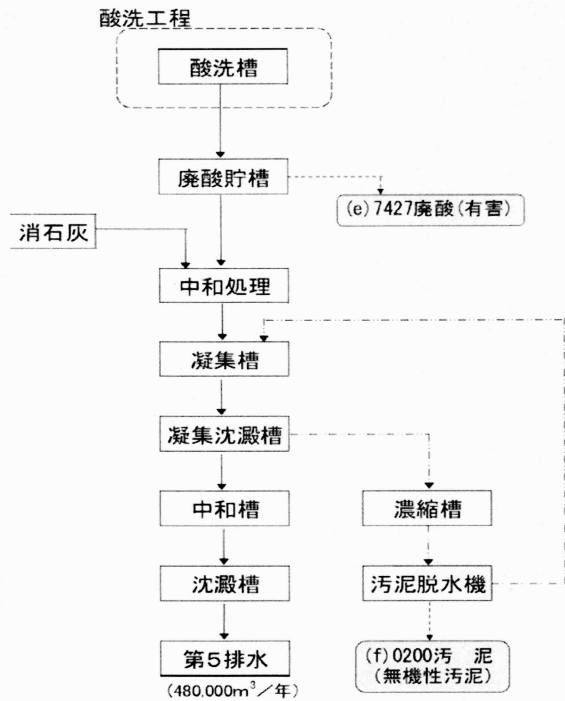 酸洗工程
酸洗槽
廃酸貯槽
(e)7427廃酸(有害)
消石灰
中和処理
凝集槽
凝集沈澱槽
中和槽
濃縮槽
沈澱槽
汚泥脱水機
第5排水
(480,000m³/年)
(f)0200汚 泥
(無機性汚泥)